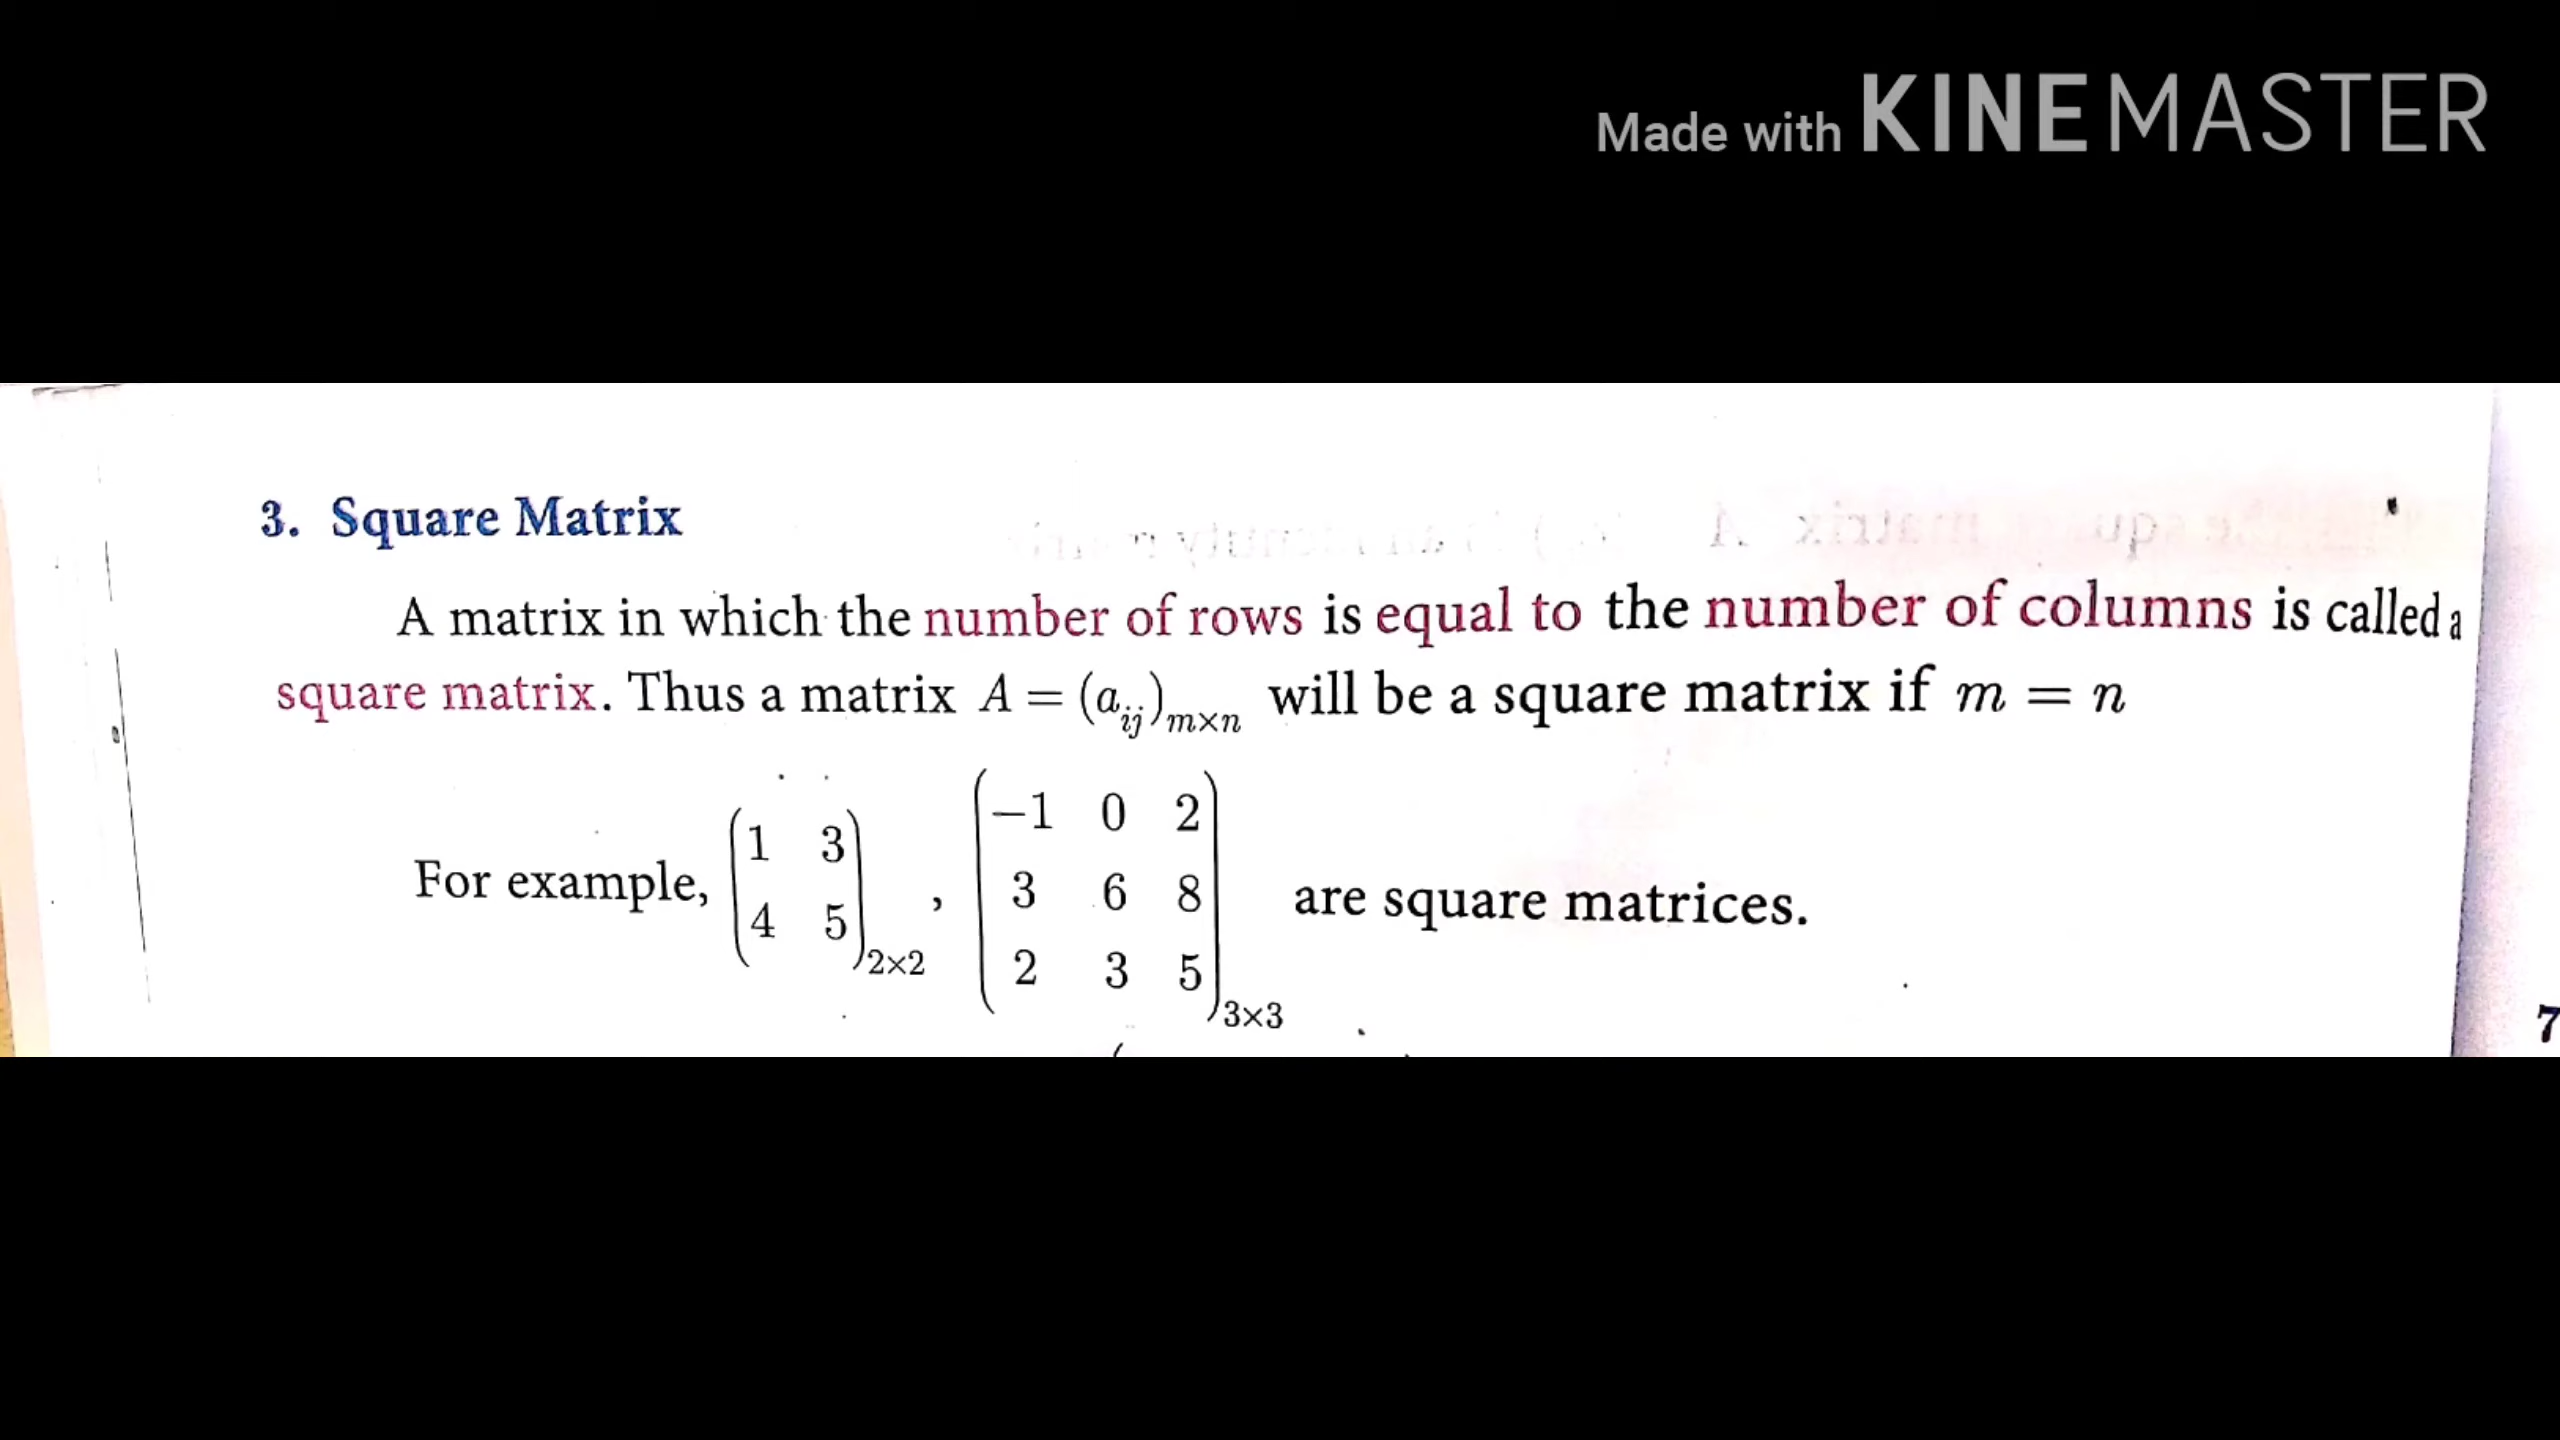 Made with KINEMASTER
3. Square Matrix
A matrix in which the number of rows is equal to the number of columns is called a
square matrix. Thus a matrix A = (a_ij)_m×n will be a square matrix if m = n
For example, (1 3
4 5)_2×2 , (−1 0 2
3 6 8
2 3 5)_3×3 are square matrices.
7